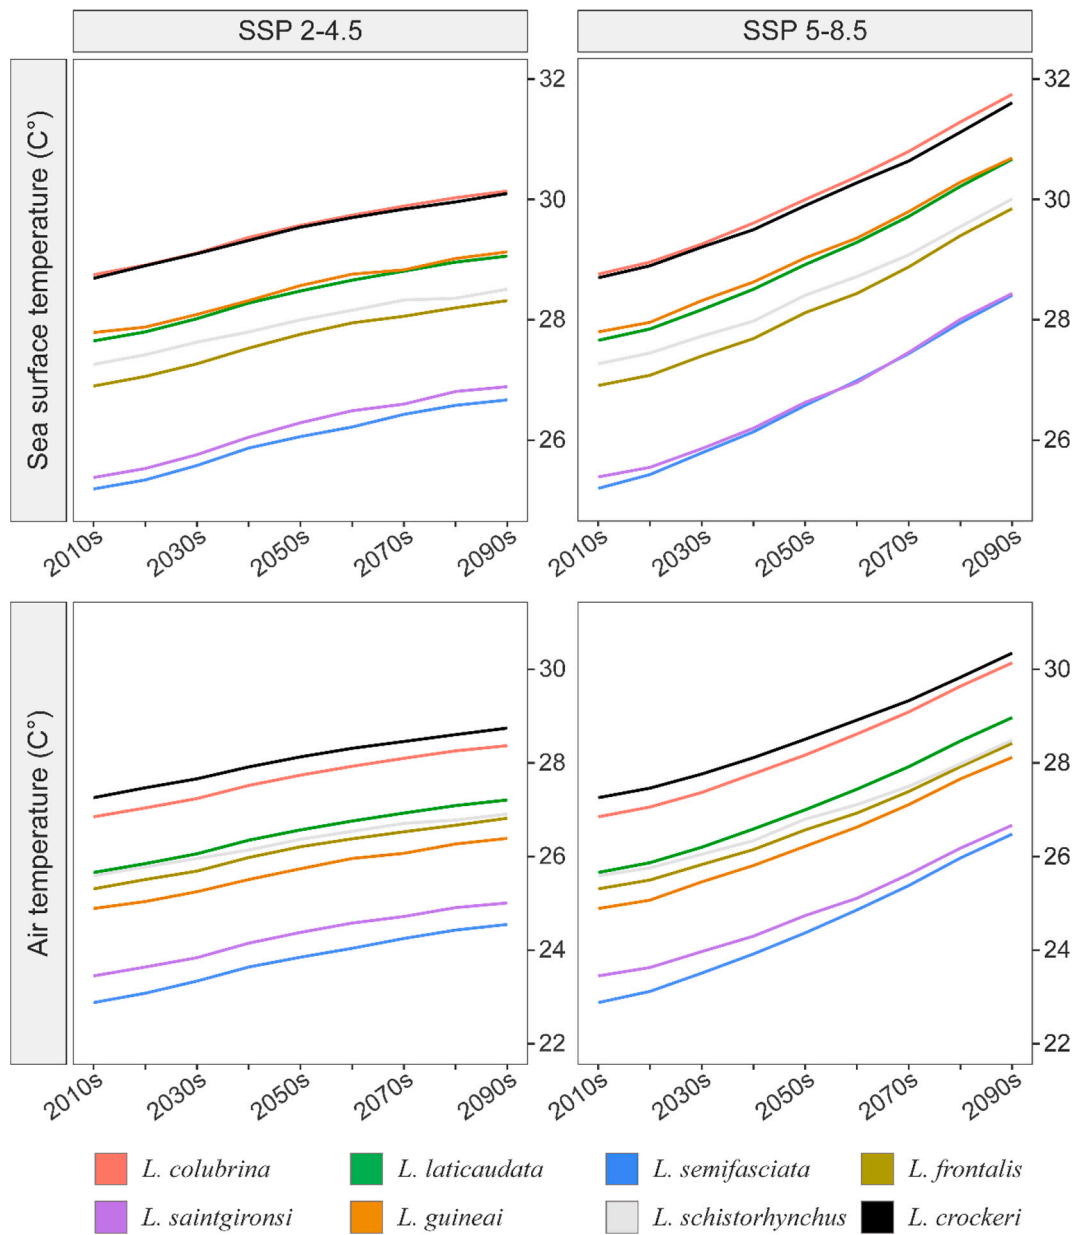 SSP 2-4.5
SSP 5-8.5
Sea surface temperature (C°)
32
30
28
26
32
30
28
26
2010s
2030s
2050s
2070s
2090s
2010s
2030s
2050s
2070s
2090s
Air temperature (C°)
30
28
26
24
22
30
28
26
24
22
2010s
2030s
2050s
2070s
2090s
2010s
2030s
2050s
2070s
2090s
L. colubrina
L. laticaudata
L. semifasciata
L. frontalis
L. saintgironsi
L. guineai
L. schistorhynchus
L. crockeri